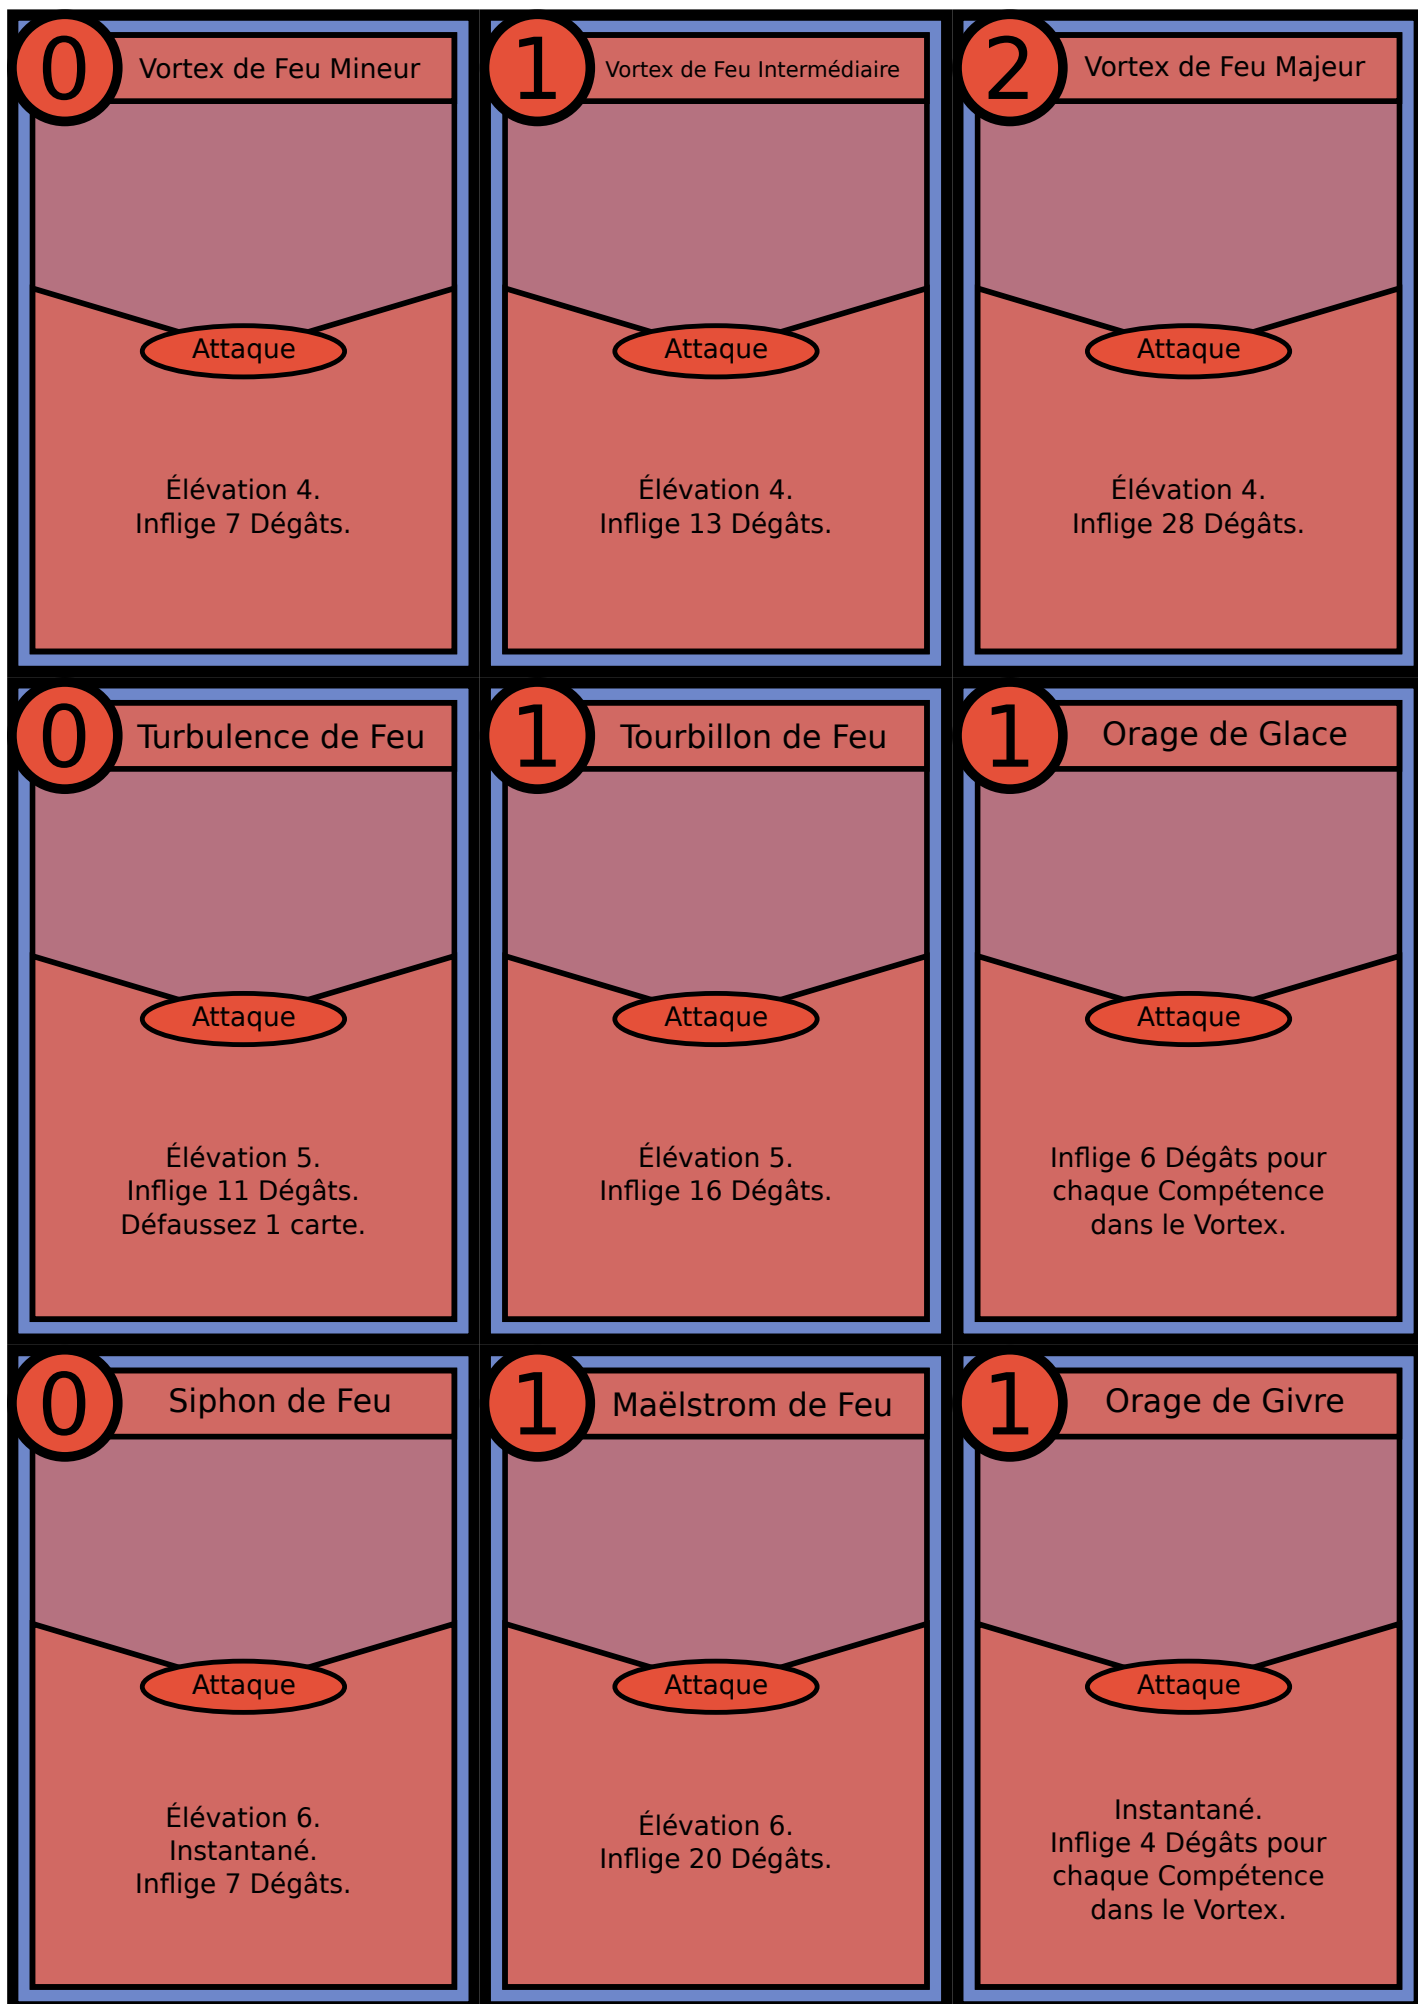 0
Vortex de Feu Mineur
Attaque
Élévation 4.
Inflige 7 Dégâts.
1
Vortex de Feu Intermédiaire
Attaque
Élévation 4.
Inflige 13 Dégâts.
2
Vortex de Feu Majeur
Attaque
Élévation 4.
Inflige 28 Dégâts.
0
Turbulence de Feu
Attaque
Élévation 5.
Inflige 11 Dégâts.
Défaussez 1 carte.
1
Tourbillon de Feu
Attaque
Élévation 5.
Inflige 16 Dégâts.
1
Orage de Glace
Attaque
Inflige 6 Dégâts pour
chaque Compétence
dans le Vortex.
0
Siphon de Feu
Attaque
Élévation 6.
Instantané.
Inflige 7 Dégâts.
1
Maëlstrom de Feu
Attaque
Élévation 6.
Inflige 20 Dégâts.
1
Orage de Givre
Attaque
Instantané.
Inflige 4 Dégâts pour
chaque Compétence
dans le Vortex.